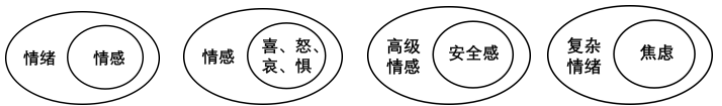 情绪 情感
情感 喜、怒、
哀、惧
高级
情感 安全感
复杂
情绪 焦虑